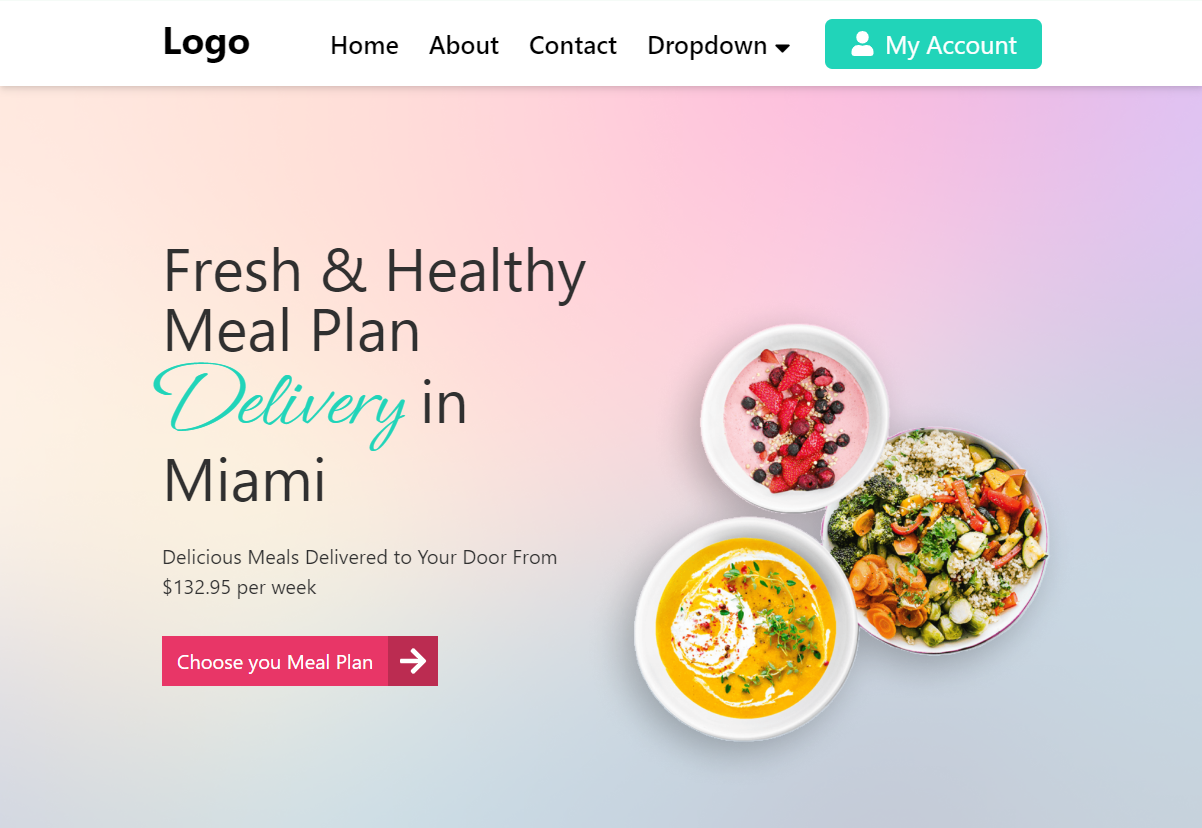 Logo
Home About Contact Dropdown My Account
Fresh & Healthy
Meal Plan
Delivery in
Miami
Delicious Meals Delivered to Your Door From
$132.95 per week
Choose you Meal Plan